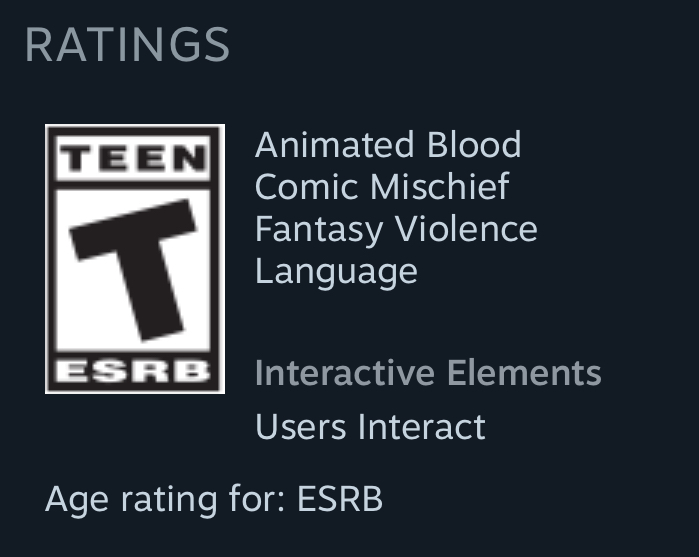 RATINGS
TEEN
T
ESRB
Animated Blood
Comic Mischief
Fantasy Violence
Language
Interactive Elements
Users Interact
Age rating for: ESRB